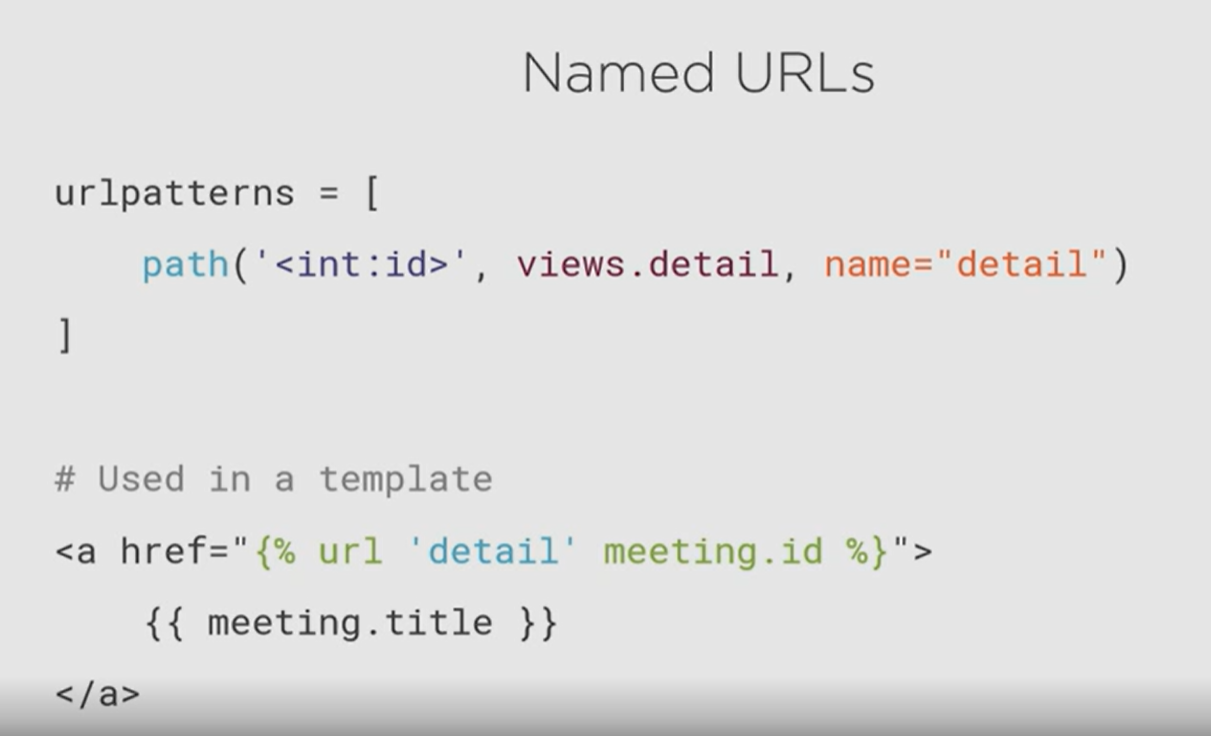 Named URLs
urlpatterns = [
    path('<int:id>', views.detail, name="detail")
]
# Used in a template
<a href="{% url 'detail' meeting.id %}">
    {{ meeting.title }}
</a>